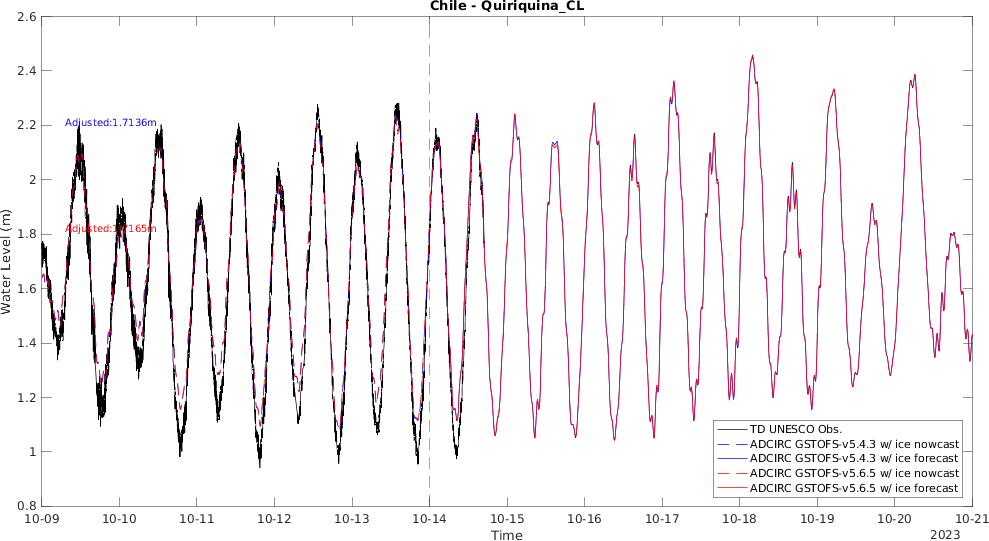 Chile - Quiriquina_CL
2.6
2.4
2.2
2
1.8
1.6
1.4
1.2
1
0.8
Water Level (m)
Adjusted:1.7136m
Adjusted:1.7165m
TD UNESCO Obs.
ADCIRC GSTOFS-v5.4.3 w/ ice nowcast
ADCIRC GSTOFS-v5.4.3 w/ ice forecast
ADCIRC GSTOFS-v5.6.5 w/ ice nowcast
ADCIRC GSTOFS-v5.6.5 w/ ice forecast
10-09 10-10 10-11 10-12 10-13 10-14 10-15 10-16 10-17 10-18 10-19 10-20 10-21
Time
2023